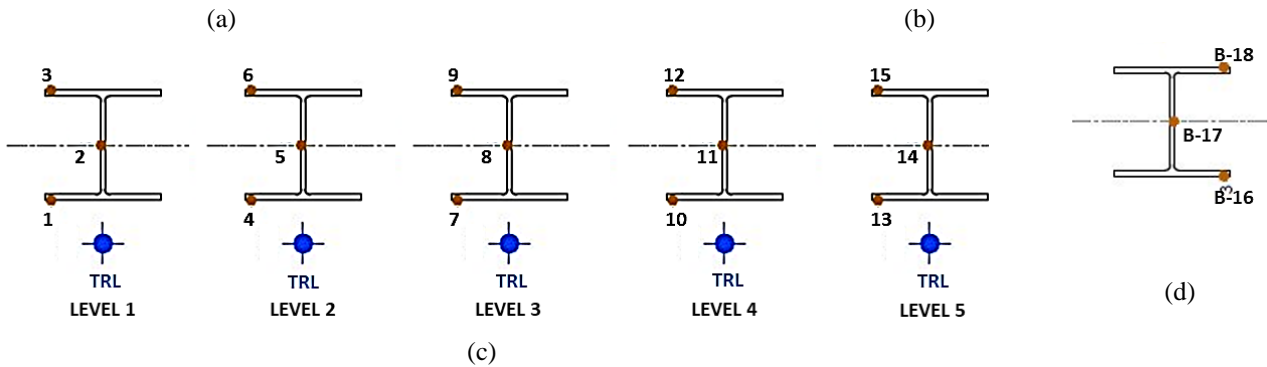 (a) (b)
3 6 9 12 15 B-18
2 5 8 11 14 B-17
1 4 7 10 13 B-16
3
TRL TRL TRL TRL TRL
LEVEL 1 LEVEL 2 LEVEL 3 LEVEL 4 LEVEL 5
(d)
(c)